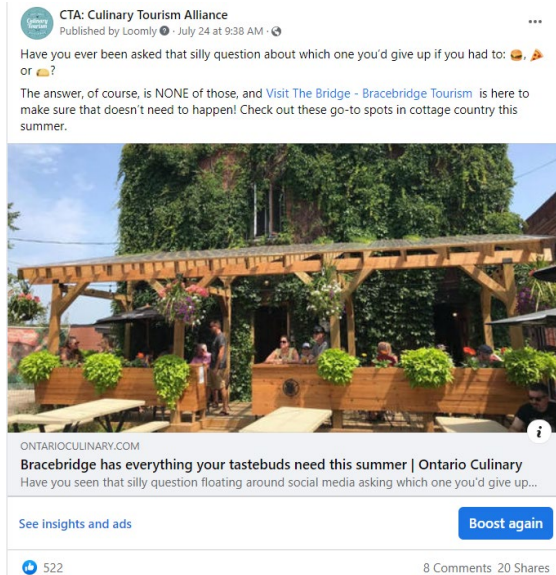 CTA: Culinary Tourism Alliance
Published by Loomly · July 24 at 9:38 AM ·
Have you ever been asked that silly question about which one you'd give up if you had to: 🍔, 🍕
or 🌮?
The answer, of course, is NONE of those, and Visit The Bridge - Bracebridge Tourism is here to
make sure that doesn't need to happen! Check out these go-to spots in cottage country this
summer.
ONTARIOCULINARY.COM
Bracebridge has everything your tastebuds need this summer | Ontario Culinary
Have you seen that silly question floating around social media asking which one you'd give up...
See insights and ads
Boost again
522
8 Comments 20 Shares